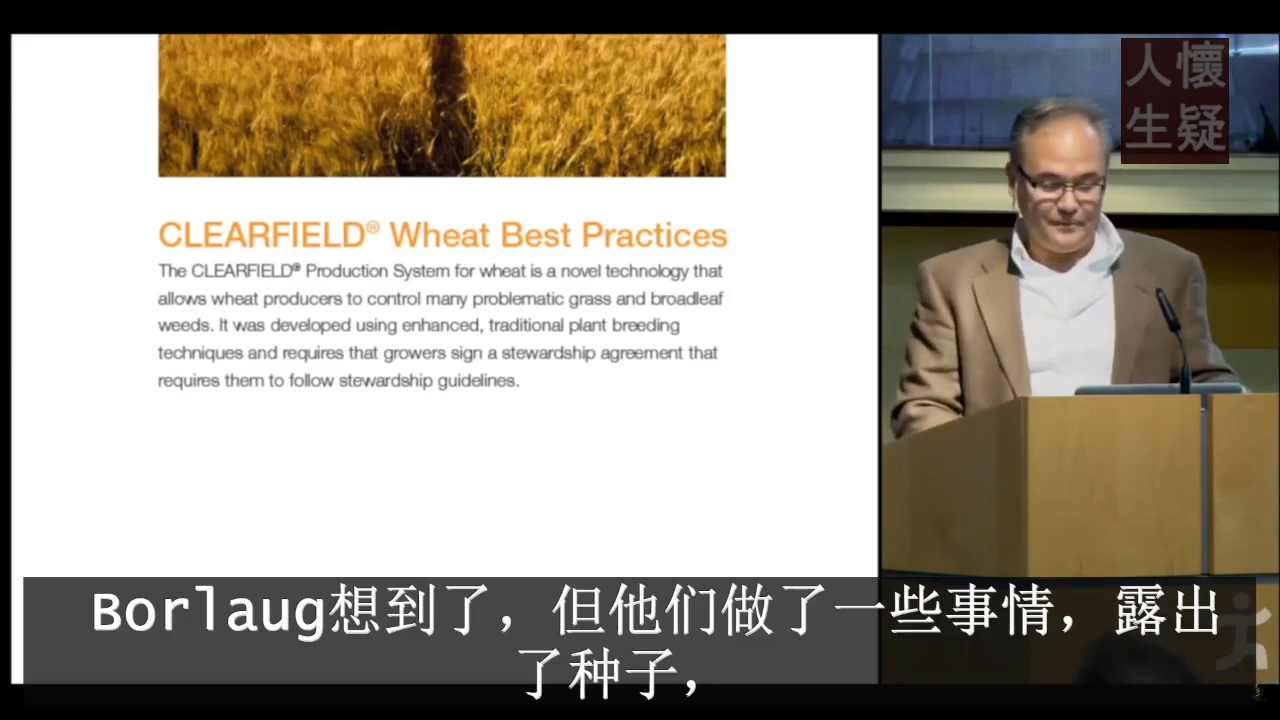 人懷
生疑
CLEARFIELD® Wheat Best Practices
The CLEARFIELD® Production System for wheat is a novel technology that
allows wheat producers to control many problematic grass and broadleaf
weeds. It was developed using enhanced, traditional plant breeding
techniques and requires that growers sign a stewardship agreement that
requires them to follow stewardship guidelines.
Borlaug想到了，但他们做了一些事情，露出
了种子，